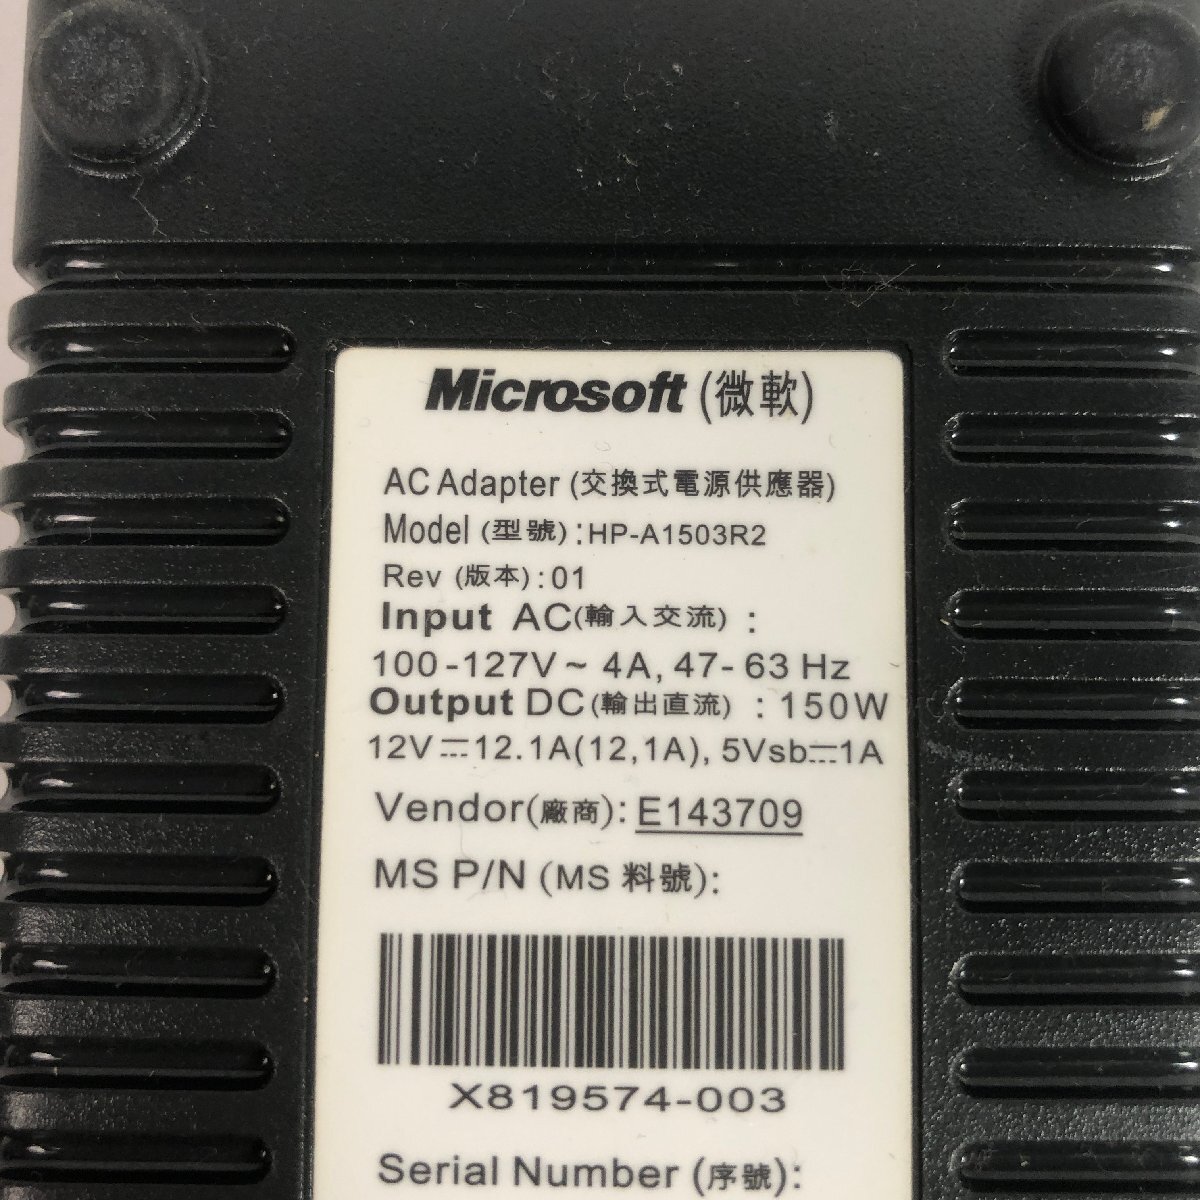 Microsoft (微軟)
AC Adapter (交換式電源供應器)
Model (型號): HP-A1503R2
Rev (版本): 01
Input AC(輸入交流) :
100-127V~ 4A, 47-63 Hz
Output DC(輸出直流) : 150W
12V⎓12.1A(12,1A), 5Vsb⎓1A
Vendor(廠商): E143709
MS P/N (MS 料號):
X819574-003
Serial Number (序號):